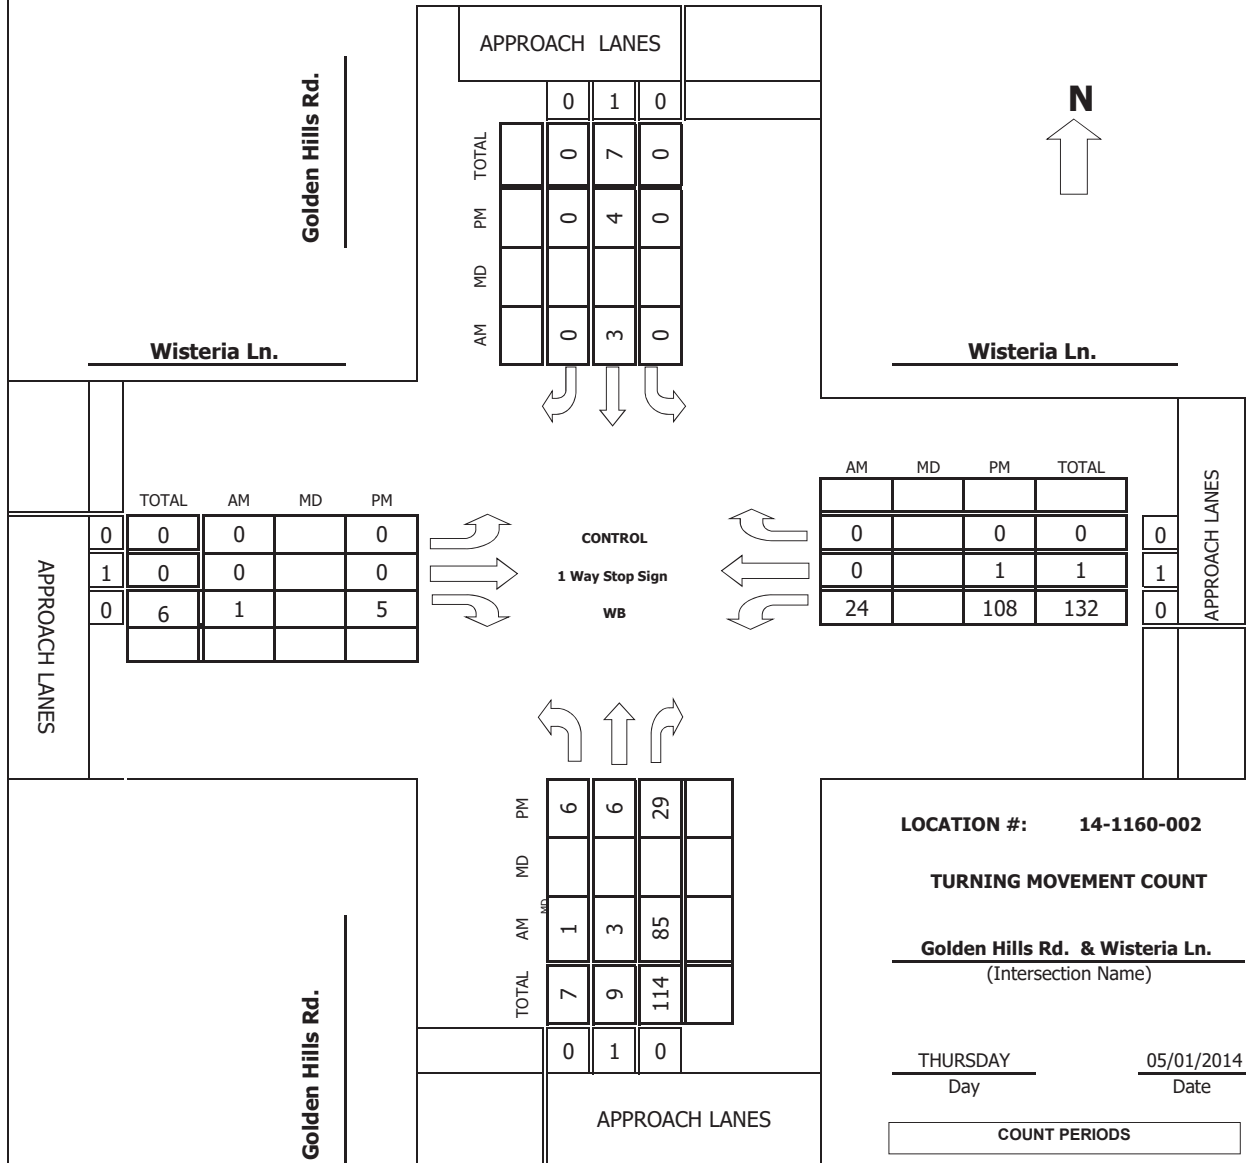 APPROACH LANES
0 1 0
Golden Hills Rd.
N
TOTAL 0 7 0
PM 0 4 0
MD
AM 0 3 0
Wisteria Ln.
Wisteria Ln.
AM MD PM TOTAL
0 0 0 0
0 1 1 1
24 108 132 0
APPROACH LANES
TOTAL AM MD PM
0 0 0 0
1 0 0 0
0 6 1 5
APPROACH LANES
CONTROL
1 Way Stop Sign
WB
PM 6 6 29
MD
MD
AM 1 3 85
TOTAL 7 9 114
0 1 0
APPROACH LANES
Golden Hills Rd.
LOCATION #: 14-1160-002
TURNING MOVEMENT COUNT
Golden Hills Rd. & Wisteria Ln.
(Intersection Name)
THURSDAY 05/01/2014
Day Date
COUNT PERIODS